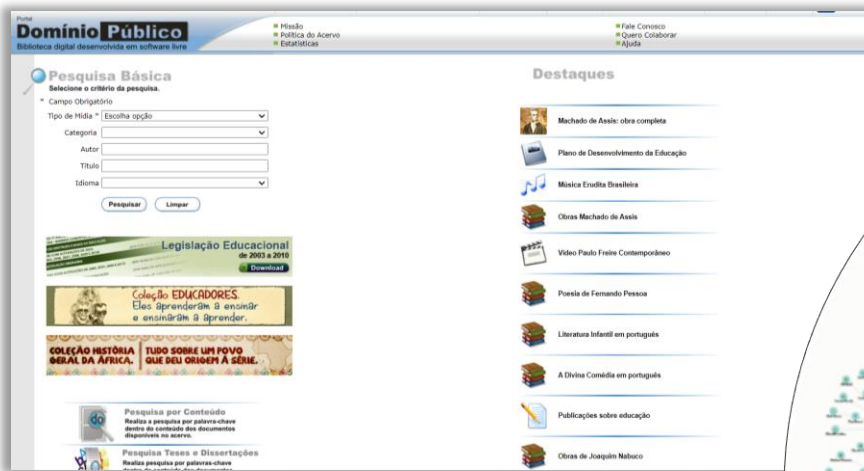 Portal
Domínio Público
Biblioteca digital desenvolvida em software livre
Missão
Política do Acervo
Estatísticas
Fale Conosco
Quero Colaborar
Ajuda
Pesquisa Básica
Selecione o critério da pesquisa.
* Campo Obrigatório
Tipo de Mídia * Escolha opção
Categoria
Autor
Título
Idioma
Pesquisar Limpar
Legislação Educacional
de 2003 a 2010
Download
Coleção EDUCADORES.
Eles aprenderam a ensinar
e ensinaram a aprender.
COLEÇÃO HISTÓRIA
GERAL DA ÁFRICA.
TUDO SOBRE UM POVO
QUE DEU ORIGEM À SÉRIE.
Pesquisa por Conteúdo
Realiza a pesquisa por palavra-chave
dentro do conteúdo dos documentos
disponíveis no acervo.
Pesquisa Teses e Dissertações
Realiza pesquisa por palavras-chave
Destaques
Machado de Assis: obra completa
Plano de Desenvolvimento da Educação
Música Erudita Brasileira
Obras Machado de Assis
Vídeo Paulo Freire Contemporâneo
Poesia de Fernando Pessoa
Literatura Infantil em português
A Divina Comédia em português
Publicações sobre educação
Obras de Joaquim Nabuco